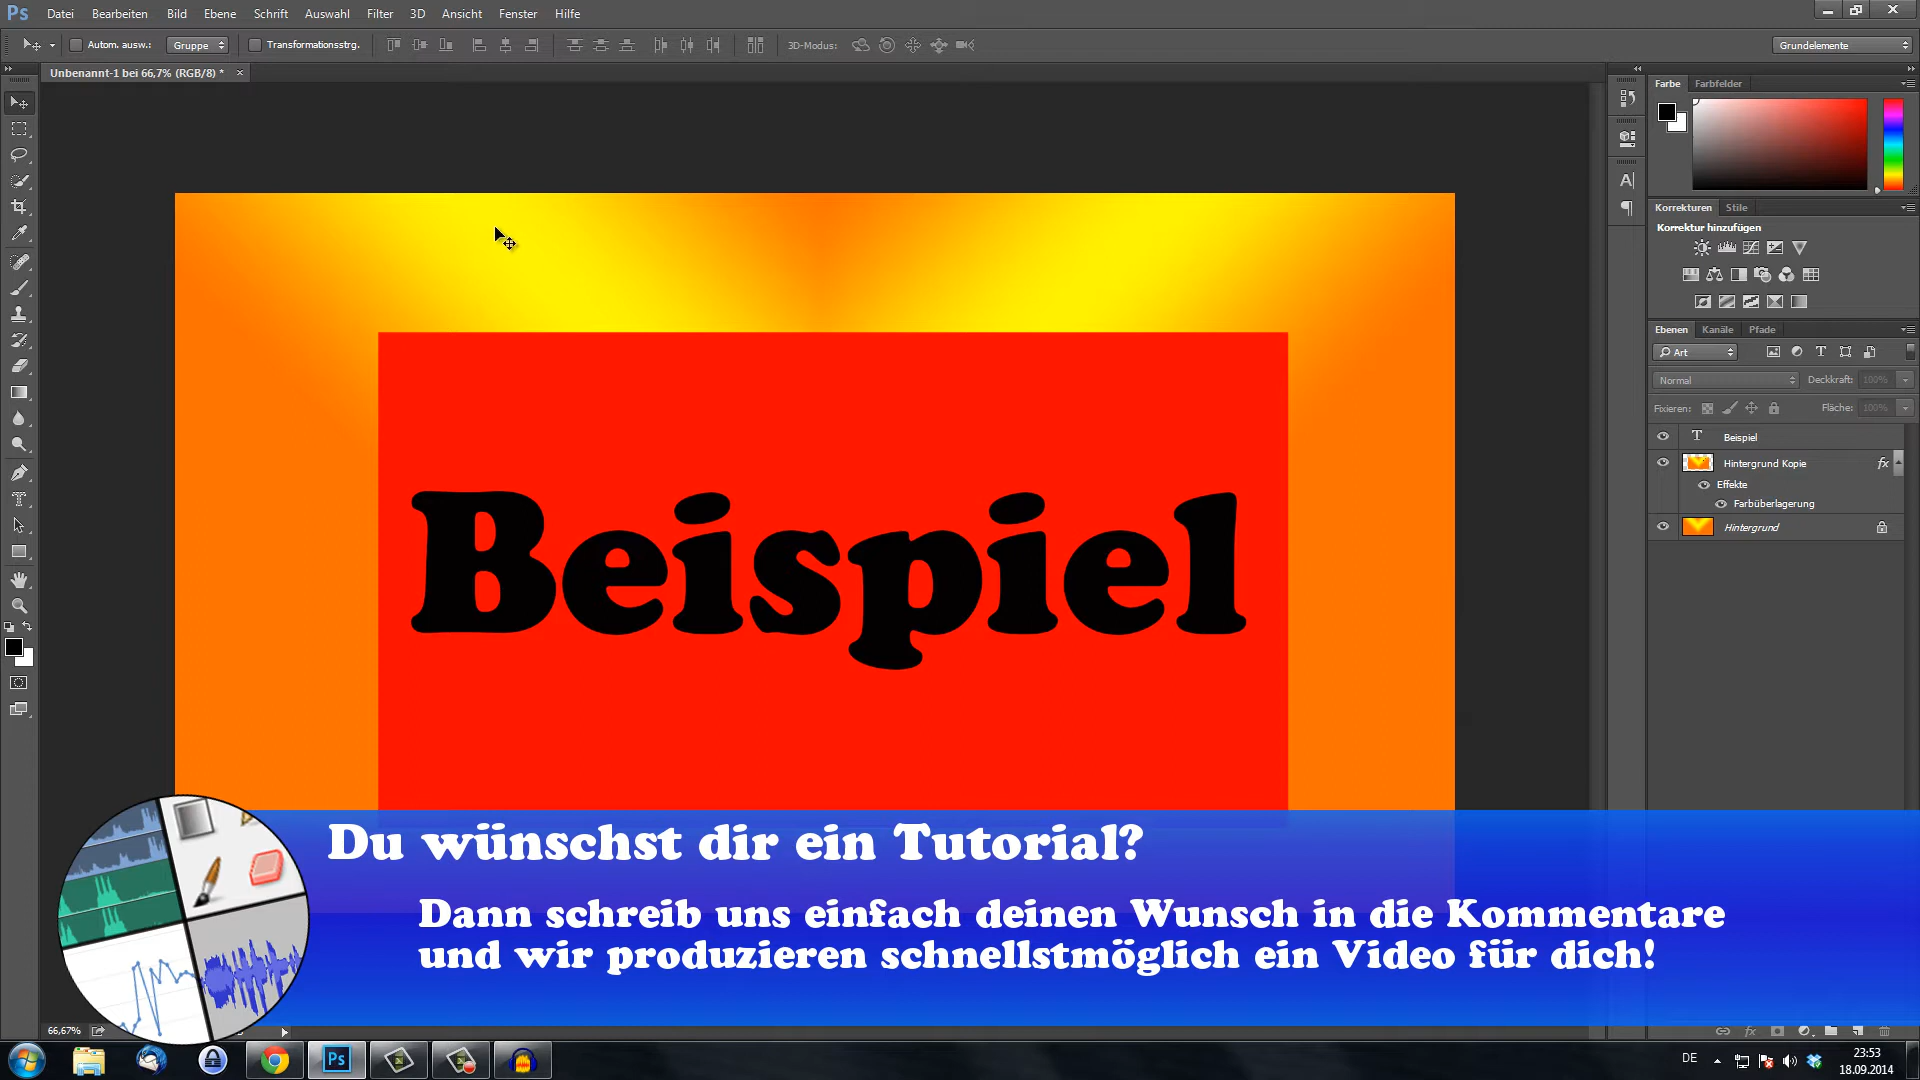 Ps Datei Bearbeiten Bild Ebene Schrift Auswahl Filter 3D Ansicht Fenster Hilfe
Autom. ausw.: Gruppe Transformationsstrg. 3D-Modus: Grundelemente
Unbenannt-1 bei 66,7% (RGB/8) * ×
Farbe Farbfelder
Korrekturen Stile
Korrektur hinzufügen
Ebenen Kanäle Pfade
Art T
Normal Deckkraft: 100%
Fixieren: Fläche: 100%
T Beispiel
Hintergrund Kopie fx
Effekte
Farbüberlagerung
Hintergrund
Beispiel
Du wünschst dir ein Tutorial?
Dann schreib uns einfach deinen Wunsch in die Kommentare
und wir produzieren schnellstmöglich ein Video für dich!
66,67%
fx
Ps
DE
23:53
18.09.2014